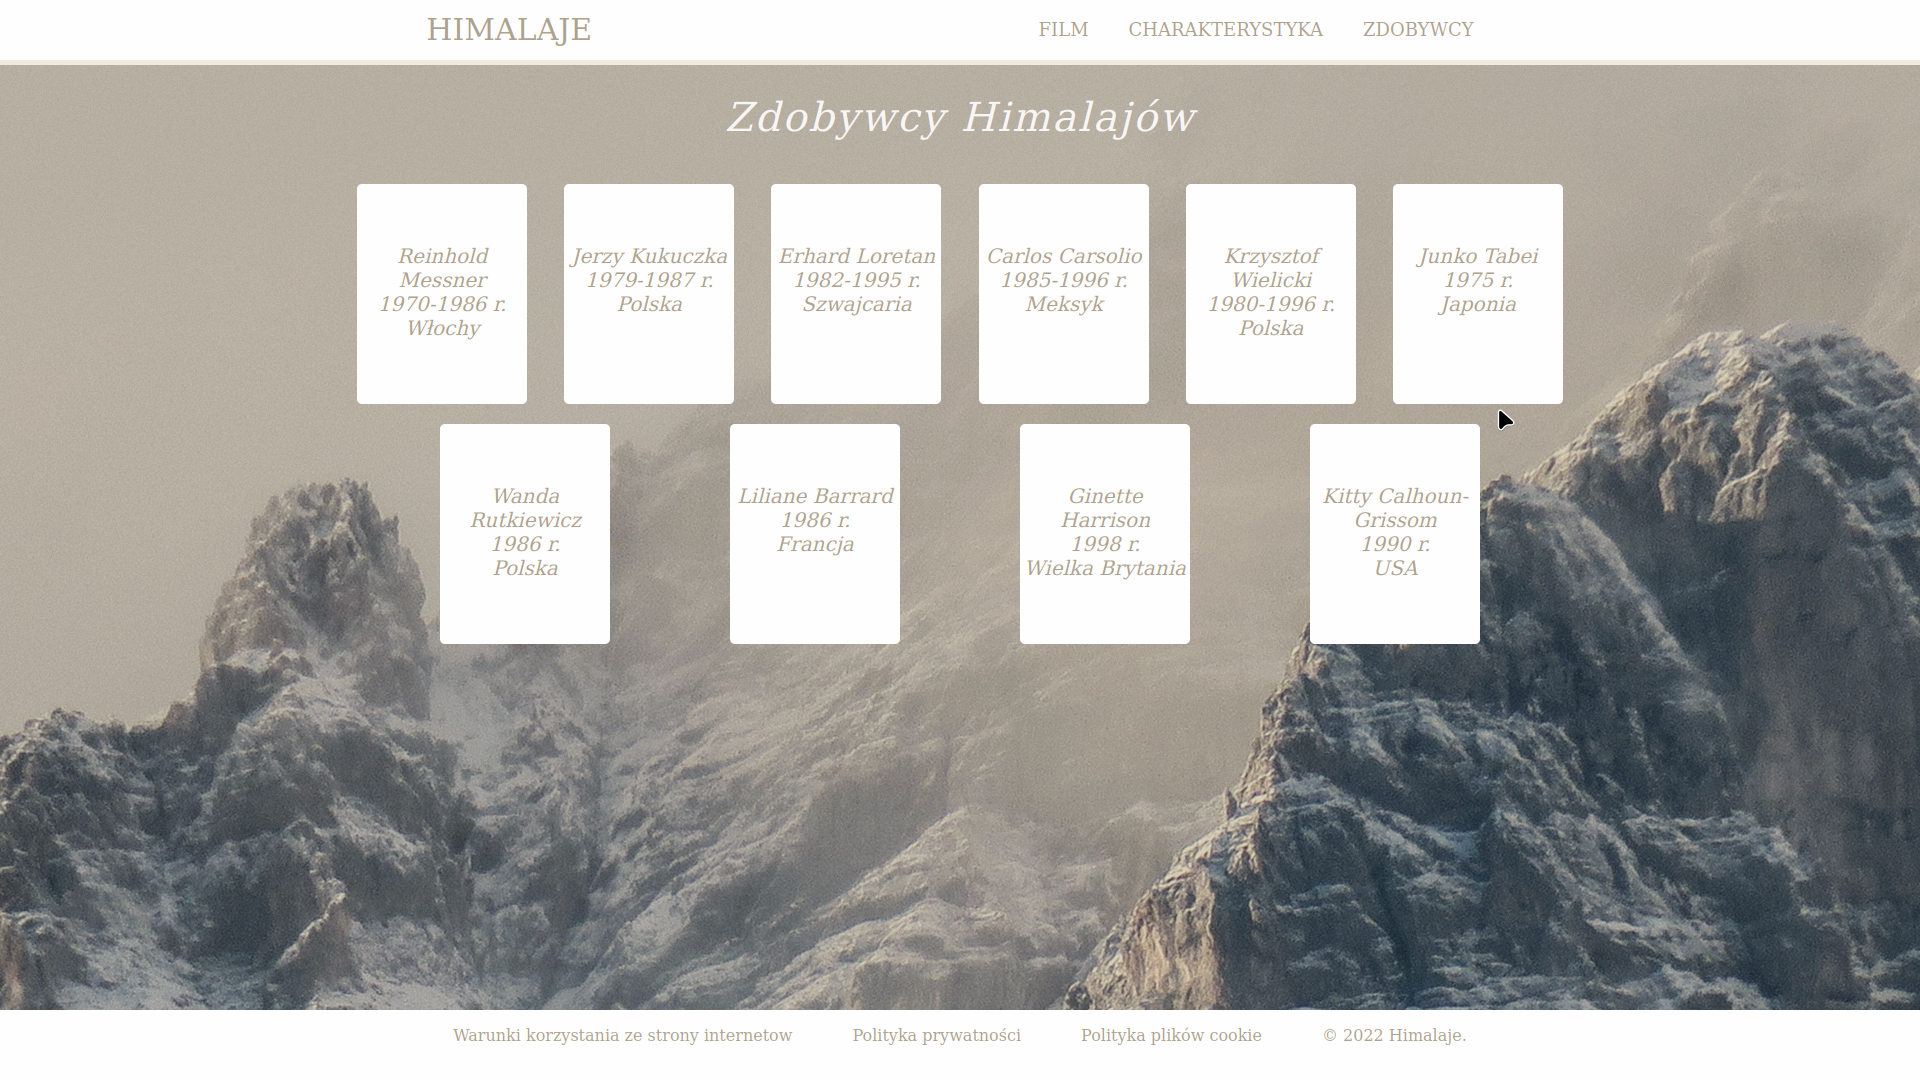 HIMALAJE
FILM
CHARAKTERYSTYKA
ZDOBYWCY
Zdobywcy Himalajów
Reinhold
Messner
1970-1986 r.
Włochy
Jerzy Kukuczka
1979-1987 r.
Polska
Erhard Loretan
1982-1995 r.
Szwajcaria
Carlos Carsolio
1985-1996 r.
Meksyk
Krzysztof
Wielicki
1980-1996 r.
Polska
Junko Tabei
1975 r.
Japonia
Wanda
Rutkiewicz
1986 r.
Polska
Liliane Barrard
1986 r.
Francja
Ginette
Harrison
1998 r.
Wielka Brytania
Kitty Calhoun-
Grissom
1990 r.
USA
Warunki korzystania ze strony internetow
Polityka prywatności
Polityka plików cookie
© 2022 Himalaje.